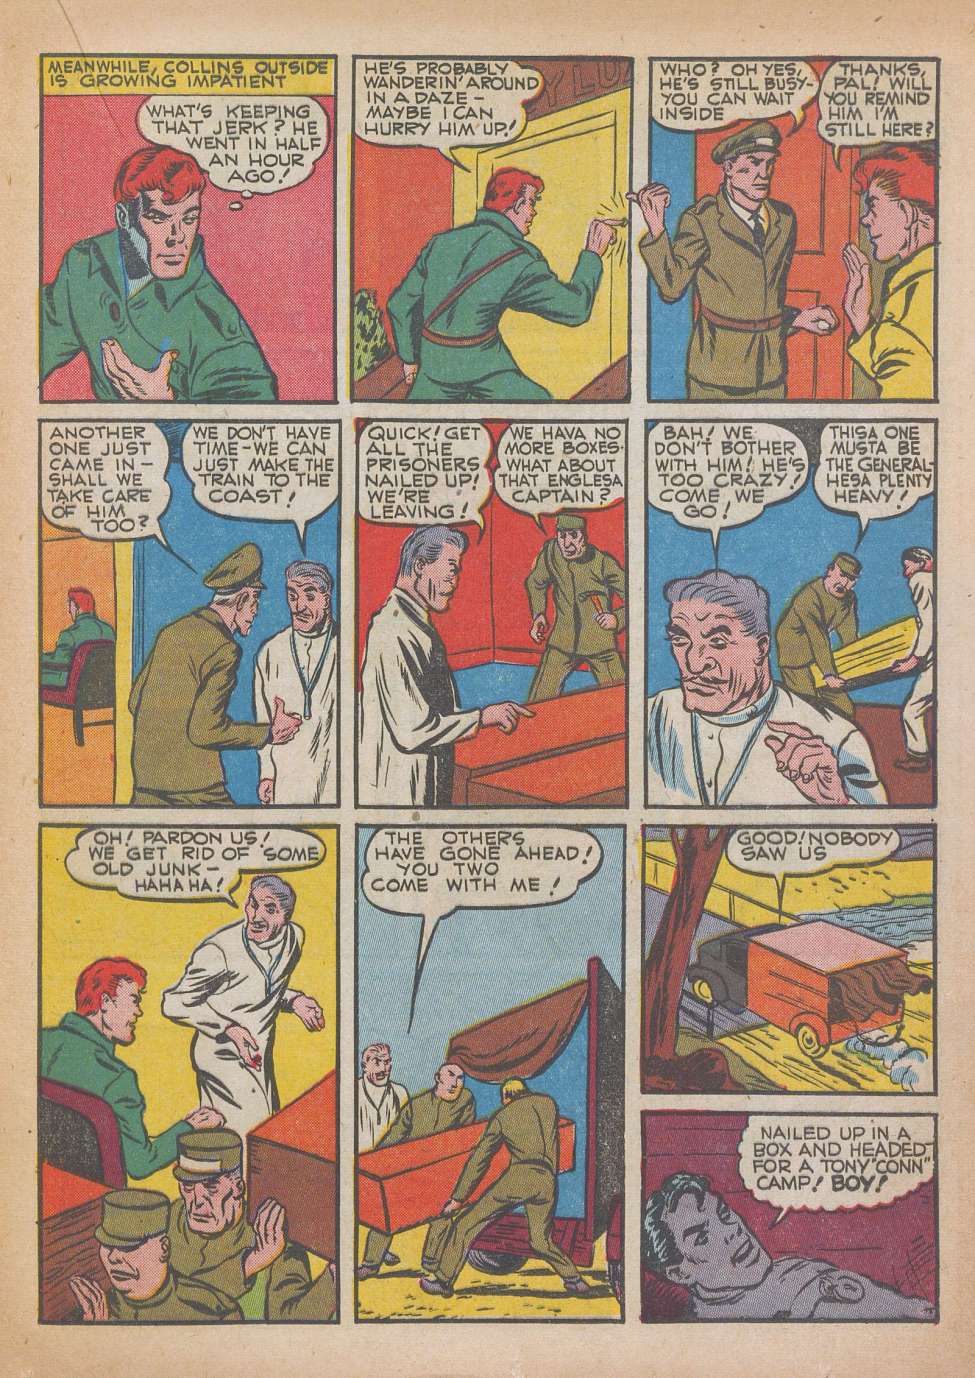 MEANWHILE, COLLINS OUTSIDE
IS GROWING IMPATIENT
WHAT'S KEEPING
THAT JERK? HE
WENT IN HALF
AN HOUR
AGO!
HE'S PROBABLY
WANDERIN' AROUND
IN A DAZE -
MAYBE I CAN
HURRY HIM UP!
WHO? OH YES,
HE'S STILL BUSY-
YOU CAN WAIT
INSIDE
THANKS,
PAL! WILL
YOU REMIND
HIM I'M
STILL HERE?
ANOTHER
ONE JUST
CAME IN -
SHALL WE
TAKE CARE
OF HIM
TOO?
WE DON'T HAVE
TIME-WE CAN
JUST MAKE THE
TRAIN TO THE
COAST!
QUICK! GET
ALL THE
PRISONERS
NAILED UP!
WE'RE
LEAVING!
WE HAVA NO
MORE BOXES-
WHAT ABOUT
THAT ENGLESA
CAPTAIN?
BAH! WE
DON'T BOTHER
WITH HIM! HE'S
TOO CRAZY!
COME WE
GO!
THISA ONE
MUSTA BE
THE GENERAL-
HESA PLENTY
HEAVY!
OH! PARDON US!
WE GET RID OF SOME
OLD JUNK-
HAHAHA!
THE OTHERS
HAVE GONE AHEAD!
YOU TWO
COME WITH ME!
GOOD! NOBODY
SAW US
NAILED UP IN A
BOX AND HEADED
FOR A TONY "CONN"
CAMP! BOY!